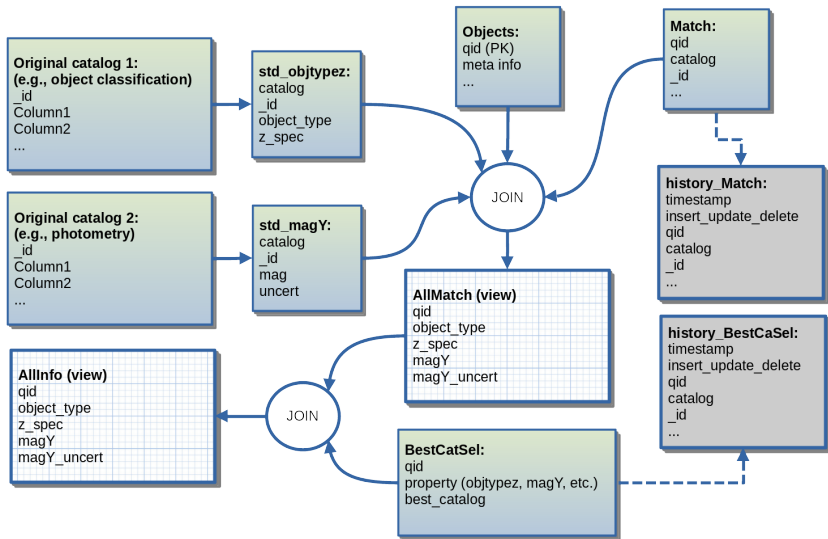 Original catalog 1:
(e.g., object classification)
_id
Column1
Column2
...
std_objtypez:
catalog
_id
object_type
z_spec
Objects:
qid (PK)
meta info
...
Match:
qid
catalog
_id
...
JOIN
history_Match:
timestamp
insert_update_delete
qid
catalog
_id
...
Original catalog 2:
(e.g., photometry)
_id
Column1
Column2
...
std_magY:
catalog
_id
mag
uncert
AllMatch (view)
qid
object_type
z_spec
magY
magY_uncert
history_BestCaSel:
timestamp
insert_update_delete
qid
catalog
_id
...
AllInfo (view)
qid
object_type
z_spec
magY
magY_uncert
JOIN
BestCatSel:
qid
property (objtypez, magY, etc.)
best_catalog